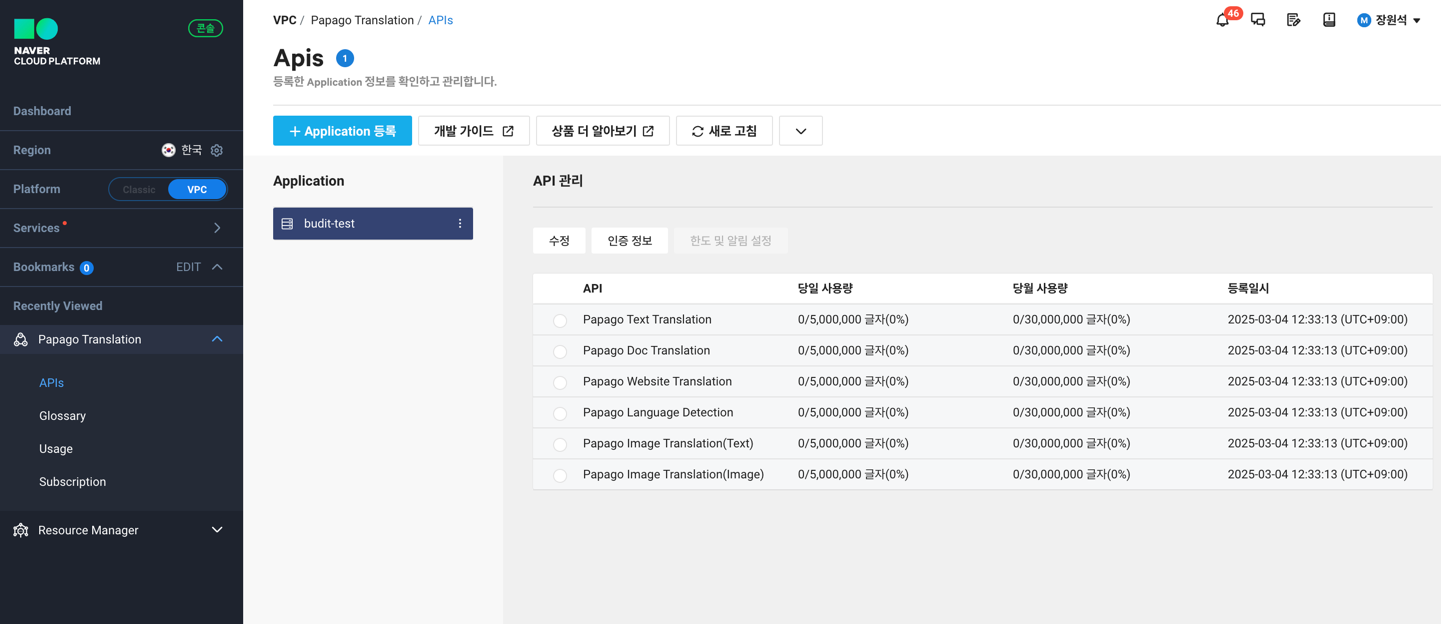 NAVER
CLOUD PLATFORM
콘솔
Dashboard
Region 한국
Platform Classic VPC
Services
Bookmarks 0 EDIT
Recently Viewed
Papago Translation
APIs
Glossary
Usage
Subscription
Resource Manager
VPC / Papago Translation / APIs
46
M 장원석
Apis 1
등록한 Application 정보를 확인하고 관리합니다.
+ Application 등록 개발 가이드 상품 더 알아보기 새로 고침
Application
budit-test
API 관리
수정 인증 정보 한도 및 알림 설정
API 당일 사용량 당월 사용량 등록일시
Papago Text Translation 0/5,000,000 글자(0%) 0/30,000,000 글자(0%) 2025-03-04 12:33:13 (UTC+09:00)
Papago Doc Translation 0/5,000,000 글자(0%) 0/30,000,000 글자(0%) 2025-03-04 12:33:13 (UTC+09:00)
Papago Website Translation 0/5,000,000 글자(0%) 0/30,000,000 글자(0%) 2025-03-04 12:33:13 (UTC+09:00)
Papago Language Detection 0/5,000,000 글자(0%) 0/30,000,000 글자(0%) 2025-03-04 12:33:13 (UTC+09:00)
Papago Image Translation(Text) 0/5,000,000 글자(0%) 0/30,000,000 글자(0%) 2025-03-04 12:33:13 (UTC+09:00)
Papago Image Translation(Image) 0/5,000,000 글자(0%) 0/30,000,000 글자(0%) 2025-03-04 12:33:13 (UTC+09:00)